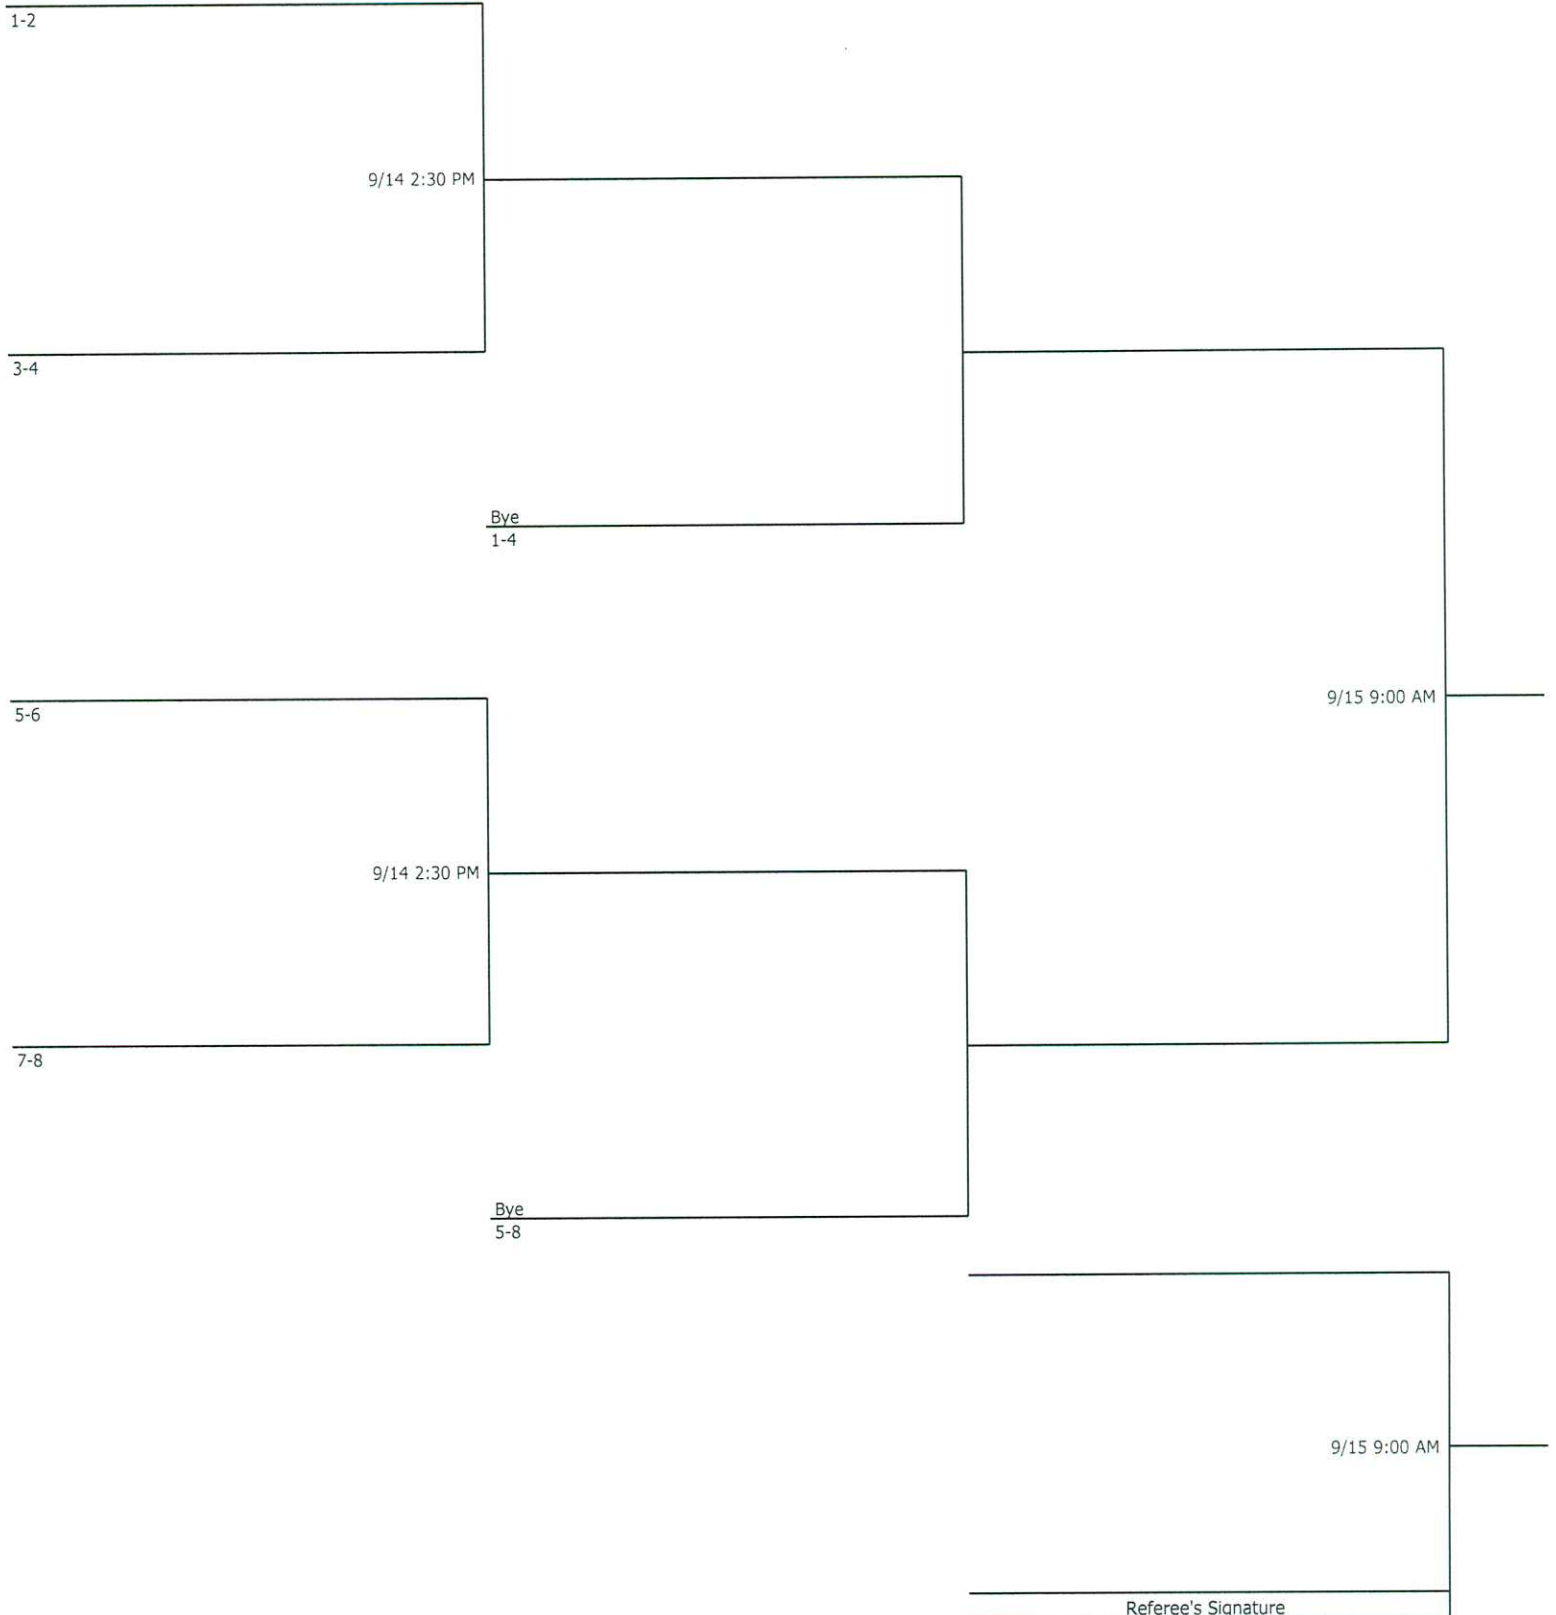 1-2
9/14 2:30 PM
3-4
Bye
1-4
5-6
9/15 9:00 AM
7-8
9/14 2:30 PM
Bye
5-8
9/15 9:00 AM
Referee's Signature